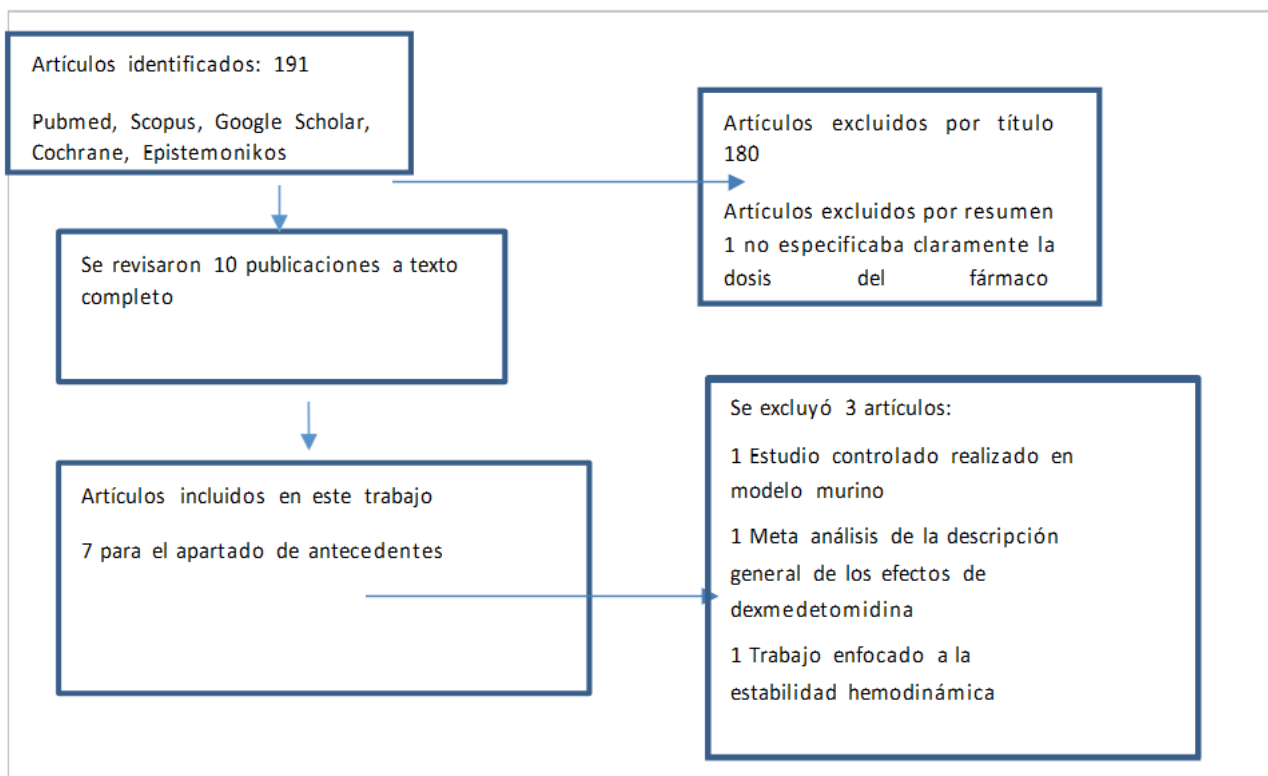 Artículos identificados: 191
Pubmed, Scopus, Google Scholar,
Cochrane, Epistemonikos
Artículos excluidos por título
180
Artículos excluidos por resumen
1 no especificaba claramente la
dosis del fármaco
Se revisaron 10 publicaciones a texto
completo
Artículos incluidos en este trabajo
7 para el apartado de antecedentes
Se excluyó 3 artículos:
1 Estudio controlado realizado en
modelo murino
1 Meta análisis de la descripción
general de los efectos de
dexmedetomidina
1 Trabajo enfocado a la
estabilidad hemodinámica